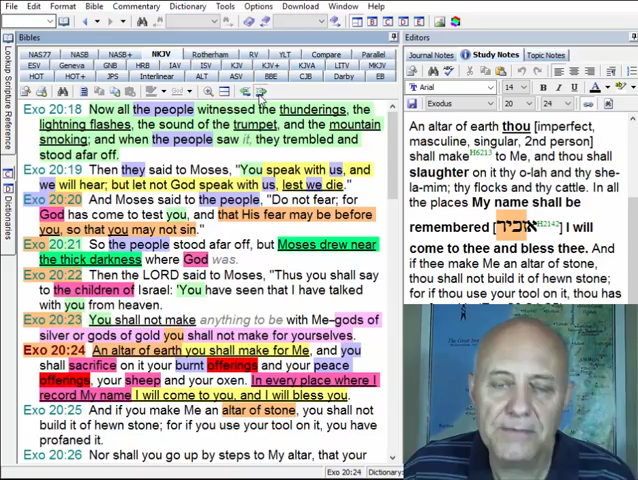 File Edit View Format Bible Commentary Dictionary Tools Options Download Window Help
Bibles
NAS77 NASB NASB+ NKJV Rotherham RV YLT Compare Parallel
ESV Geneva GNB HRB IAV ISV KJV KJV+ KJVA LITV MKJV
HOT+ HOT+ JPS Interlinear ALT ASV BBE CJB Darby EB
Exo 20:18 Now all the people witnessed the thunderings, the
lightning flashes, the sound of the trumpet, and the mountain
smoking; and when the people saw it, they trembled and
stood afar off.
Exo 20:19 Then they said to Moses, "You speak with us, and
we will hear; but let not God speak with us, lest we die."
Exo 20:20 And Moses said to the people, "Do not fear; for
God has come to test you, and that His fear may be before
you, so that you may not sin."
Exo 20:21 So the people stood afar off, but Moses drew near
the thick darkness where God was.
Exo 20:22 Then the LORD said to Moses, "Thus you shall say
to the children of Israel: 'You have seen that I have talked
with you from heaven.
Exo 20:23 You shall not make anything to be with Me–gods of
silver or gods of gold you shall not make for yourselves.
Exo 20:24 An altar of earth you shall make for Me, and you
shall sacrifice on it your burnt offerings and your peace
offerings, your sheep and your oxen. In every place where I
record My name I will come to you, and I will bless you.
Exo 20:25 And if you make Me an altar of stone, you shall not
build it of hewn stone; for if you use your tool on it, you have
profaned it.
Exo 20:26 Nor shall you go up by steps to My altar, that your
Exo 20:24 Dictionary:
Lookup Scripture Reference
Dictionaries
Editors
Journal Notes Study Notes Topic Notes
Arial 14 B I U A
Exodus 20 24
An altar of earth thou [imperfect,
masculine, singular, 2nd person]
shall make H6213 to Me, and thou shall
slaughter on it thy o-lah and thy she-
la-mim; thy flocks and thy cattle. In all
the places My name shall be
remembered [אזכיר H2142] I will
come to thee and bless thee. And
if thee make Me an altar of stone,
thou shall not build it of hewn stone;
for if thou use your tool on it, thou has